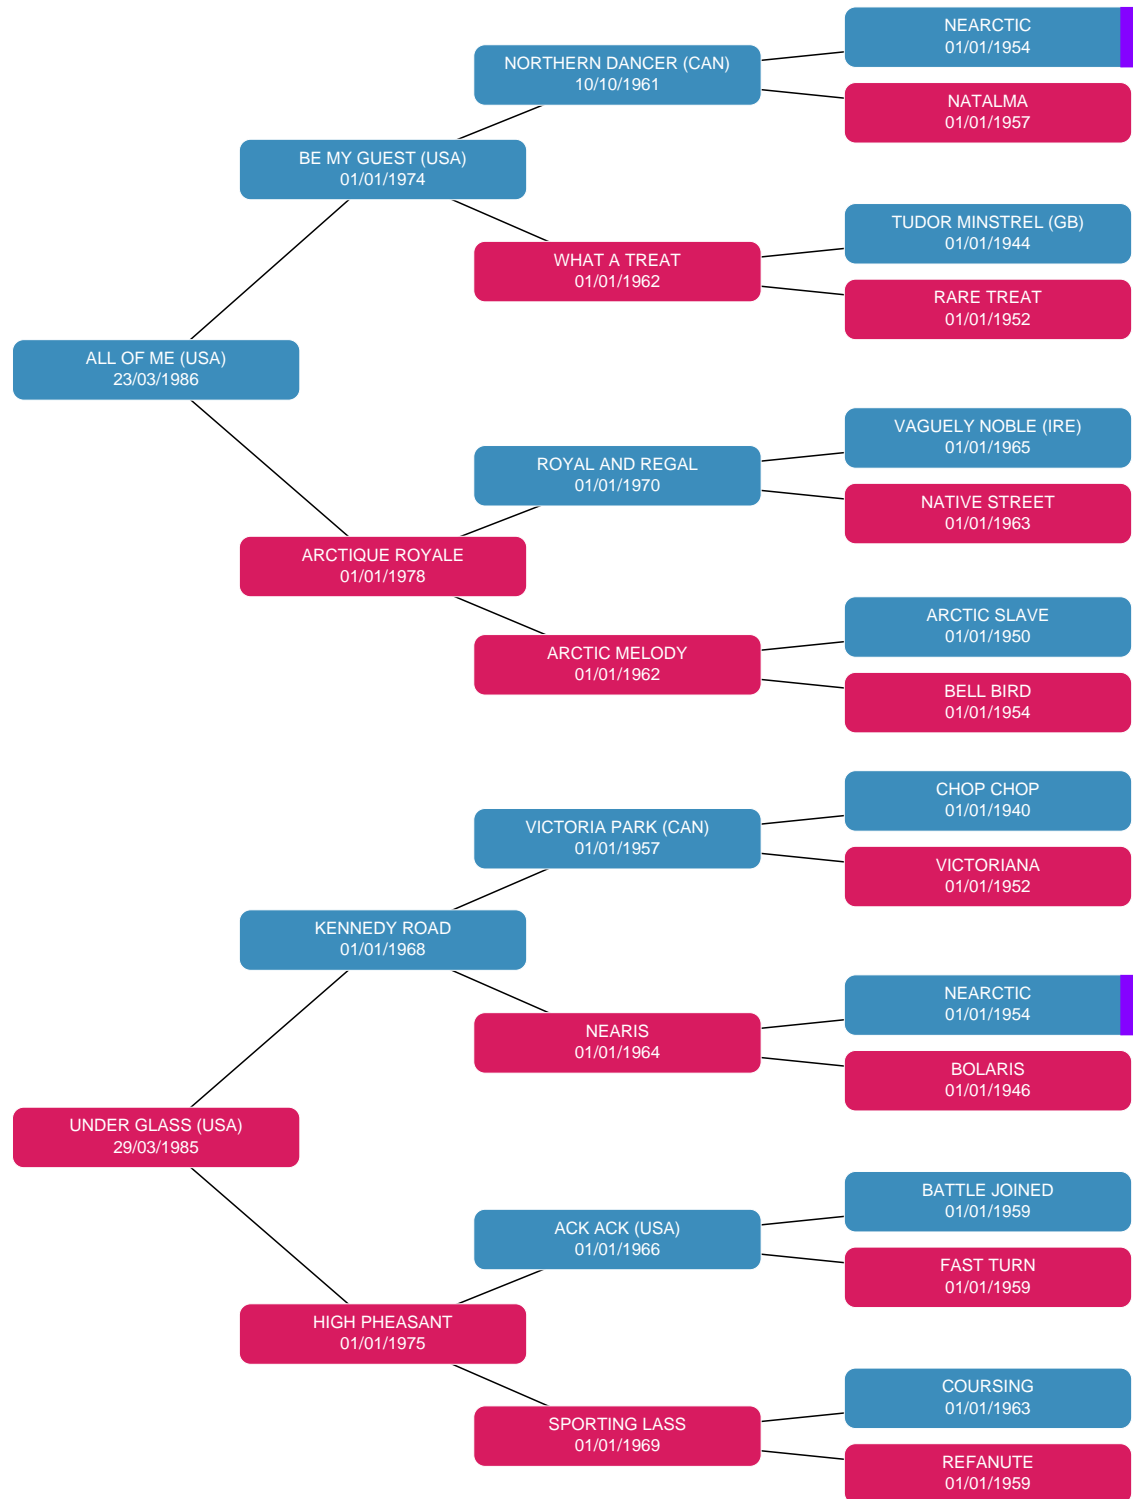 NEARCTIC
01/01/1954
NORTHERN DANCER (CAN)
10/10/1961
NATALMA
01/01/1957
BE MY GUEST (USA)
01/01/1974
TUDOR MINSTREL (GB)
01/01/1944
WHAT A TREAT
01/01/1962
RARE TREAT
01/01/1952
ALL OF ME (USA)
23/03/1986
VAGUELY NOBLE (IRE)
01/01/1965
ROYAL AND REGAL
01/01/1970
NATIVE STREET
01/01/1963
ARCTIQUE ROYALE
01/01/1978
ARCTIC SLAVE
01/01/1950
ARCTIC MELODY
01/01/1962
BELL BIRD
01/01/1954
CHOP CHOP
01/01/1940
VICTORIA PARK (CAN)
01/01/1957
VICTORIANA
01/01/1952
KENNEDY ROAD
01/01/1968
NEARCTIC
01/01/1954
NEARIS
01/01/1964
BOLARIS
01/01/1946
UNDER GLASS (USA)
29/03/1985
BATTLE JOINED
01/01/1959
ACK ACK (USA)
01/01/1966
FAST TURN
01/01/1959
HIGH PHEASANT
01/01/1975
COURSING
01/01/1963
SPORTING LASS
01/01/1969
REFANUTE
01/01/1959